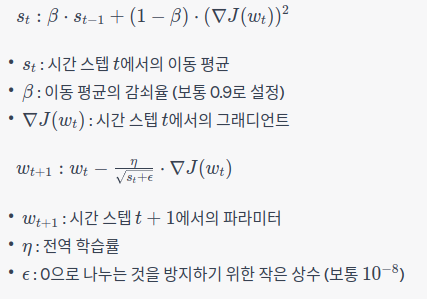 $s_t : \beta \cdot s_{t-1} + (1 - \beta) \cdot (\nabla J(w_t))^2$
• $s_t$ : 시간 스텝 $t$에서의 이동 평균
• $\beta$ : 이동 평균의 감쇠율 (보통 0.9로 설정)
• $\nabla J(w_t)$ : 시간 스텝 $t$에서의 그래디언트
$w_{t+1} : w_t - \frac{\eta}{\sqrt{s_t + \epsilon}} \cdot \nabla J(w_t)$
• $w_{t+1}$ : 시간 스텝 $t + 1$에서의 파라미터
• $\eta$ : 전역 학습률
• $\epsilon$ : 0으로 나누는 것을 방지하기 위한 작은 상수 (보통 $10^{-8}$)